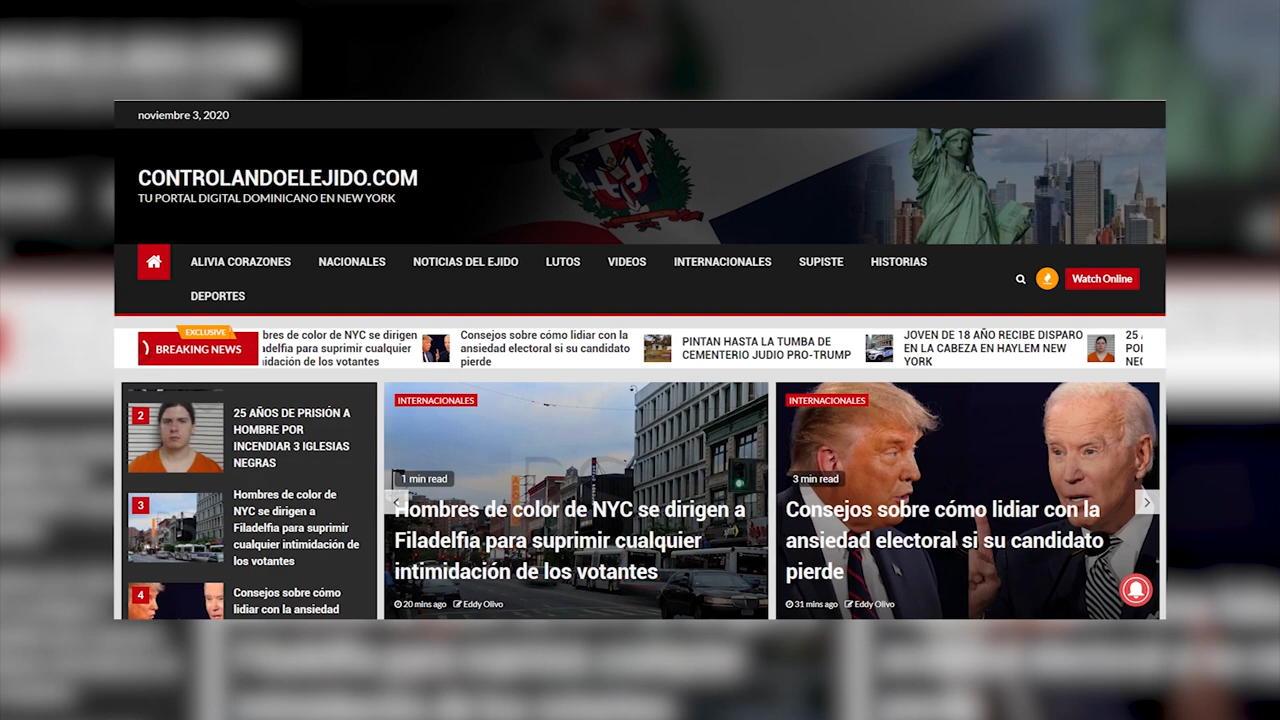 noviembre 3, 2020
CONTROLANDOELEJIDO.COM
TU PORTAL DIGITAL DOMINICANO EN NEW YORK
ALIVIA CORAZONES
NACIONALES
NOTICIAS DEL EJIDO
LUTOS
VIDEOS
INTERNACIONALES
SUPISTE
HISTORIAS
DEPORTES
Watch Online
EXCLUSIVE
BREAKING NEWS
bres de color de NYC se dirigen
adelfia para suprimir cualquier
idación de los votantes
Consejos sobre cómo lidiar con la
ansiedad electoral si su candidato
pierde
PINTAN HASTA LA TUMBA DE
CEMENTERIO JUDIO PRO-TRUMP
JOVEN DE 18 AÑO RECIBE DISPARO
EN LA CABEZA EN HAYLEM NEW
YORK
25
2
25 AÑOS DE PRISIÓN A
HOMBRE POR
INCENDIAR 3 IGLESIAS
NEGRAS
3
Hombres de color de
NYC se dirigen a
Filadelfia para suprimir
cualquier intimidación de
los votantes
4
Consejos sobre cómo
lidiar con la ansiedad
INTERNACIONALES
1 min read
Hombres de color de NYC se dirigen a
Filadelfia para suprimir cualquier
intimidación de los votantes
20 mins ago Eddy Olivo
INTERNACIONALES
3 min read
Consejos sobre cómo lidiar con la
ansiedad electoral si su candidato
pierde
31 mins ago Eddy Olivo